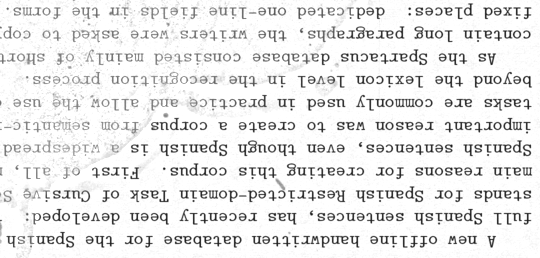 A new offline handwritten database for the Spanish
full Spanish sentences, has recently been developed:
stands for Spanish Restricted-domain Task of Cursive
main reasons for creating this corpus. First of all,
Spanish sentences, even though Spanish is a widespread
important reason was to create a corpus from semantic-
tasks are commonly used in practice and allow the use
beyond the lexicon level in the recognition process.
As the Spartacus database consisted mainly of short
contain long paragraphs, the writers were asked to copy
fixed places: dedicated one-line fields in the forms.